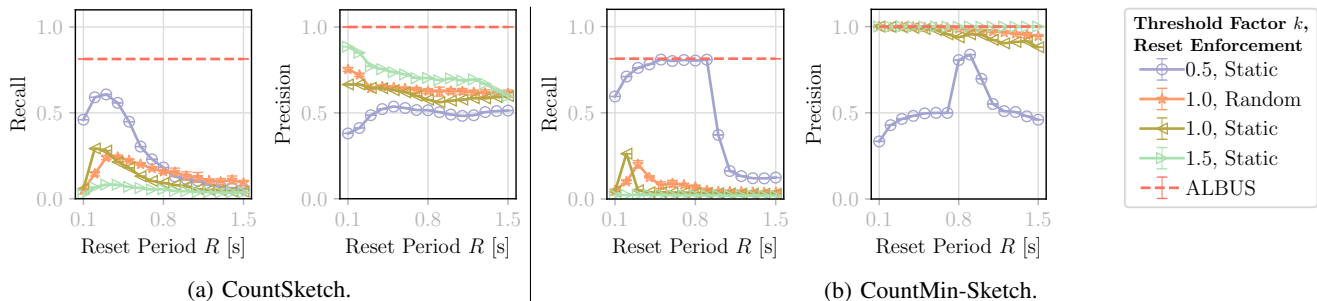 Recall
1.0
0.5
0.0
0.1
0.8
1.5
Reset Period R [s]
Precision
1.0
0.5
0.0
0.1
0.8
1.5
Reset Period R [s]
(a) CountSketch.
Recall
1.0
0.5
0.0
0.1
0.8
1.5
Reset Period R [s]
Precision
1.0
0.5
0.0
0.1
0.8
1.5
Reset Period R [s]
(b) CountMin-Sketch.
Threshold Factor k,
Reset Enforcement
0.5, Static
1.0, Random
1.0, Static
1.5, Static
ALBUS